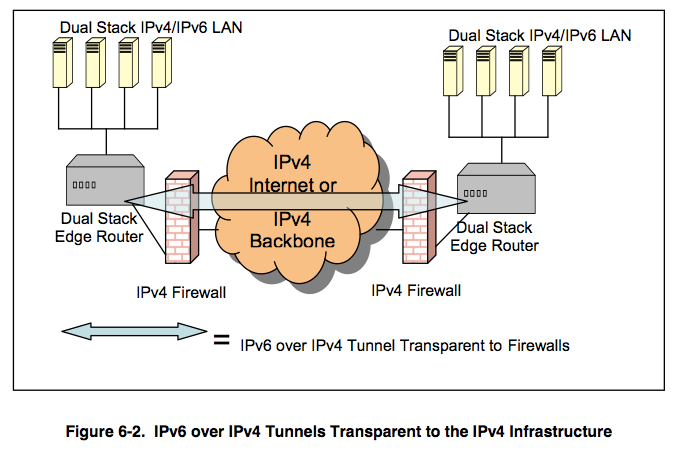 Dual Stack IPv4/IPv6 LAN
Dual Stack IPv4/IPv6 LAN
IPv4
Internet or
IPv4
Backbone
Dual Stack
Edge Router
Dual Stack
Edge Router
IPv4 Firewall
IPv4 Firewall
= IPv6 over IPv4 Tunnel Transparent to Firewalls
Figure 6-2. IPv6 over IPv4 Tunnels Transparent to the IPv4 Infrastructure